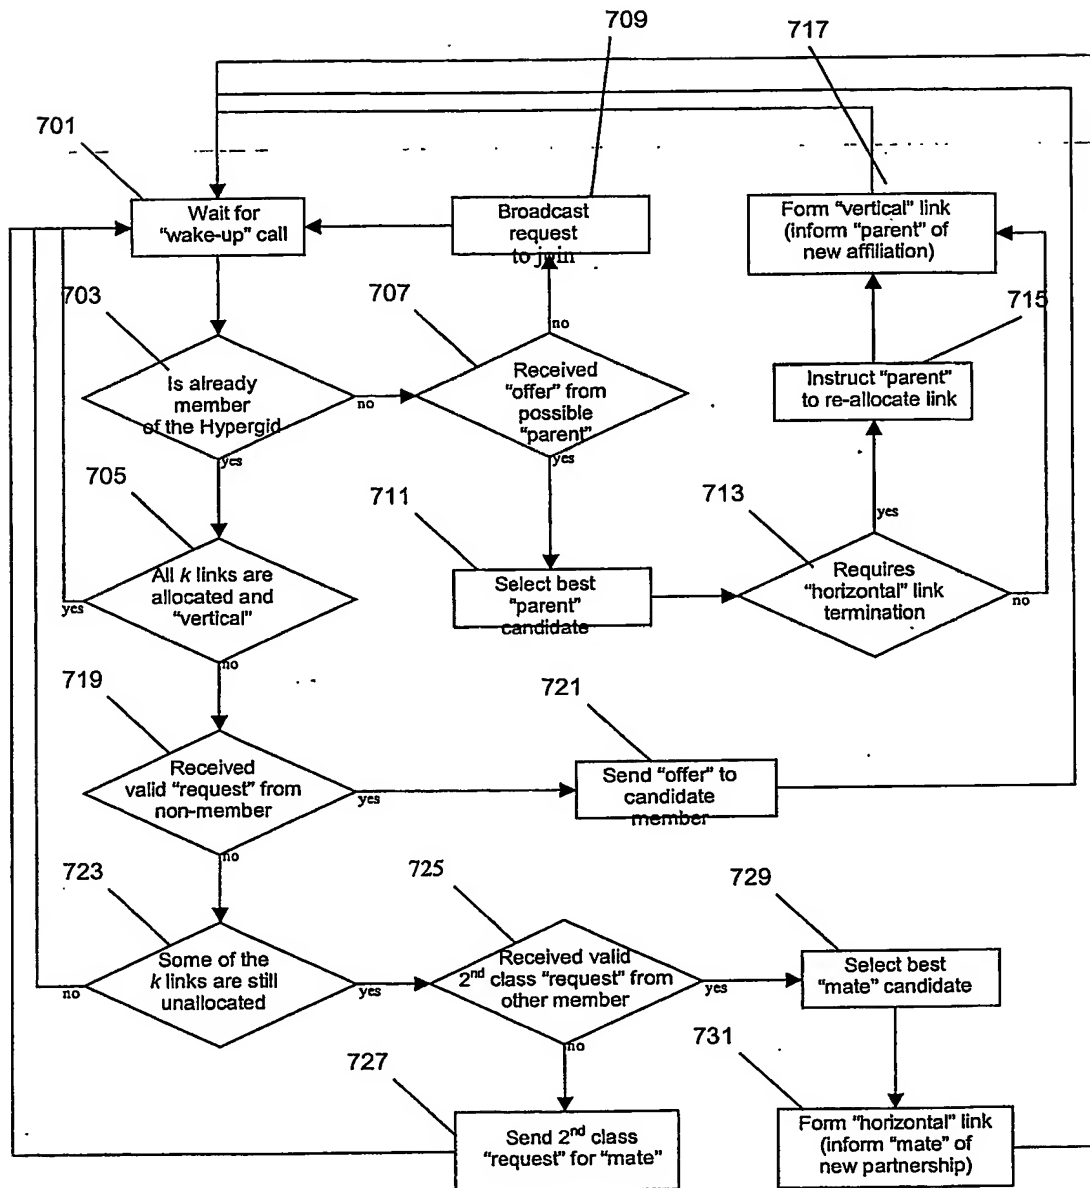 709
717
701
Wait for
"wake-up" call
Broadcast
request
to join
Form "vertical" link
(inform "parent" of
new affiliation)
703
707
715
Is already
member
of the Hypergid
no
yes
Received
"offer" from
possible
"parent"
no
yes
Instruct "parent"
to re-allocate link
705
711
713
All k links are
allocated and
"vertical"
yes
no
Select best
"parent"
candidate
Requires
"horizontal" link
termination
yes
no
719
721
Received
valid "request" from
non-member
yes
no
Send "offer" to
candidate
member
723
725
729
Some of the
k links are still
unallocated
no
yes
Received valid
2nd class "request" from
other member
yes
no
Select best
"mate" candidate
727
731
Send 2nd class
"request" for "mate"
Form "horizontal" link
(inform "mate" of
new partnership)